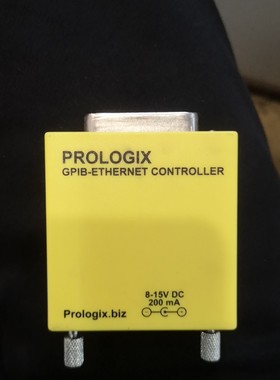 PROLOGIX
GPIB-ETHERNET CONTROLLER
8-15V DC
200 mA
Prologix.biz